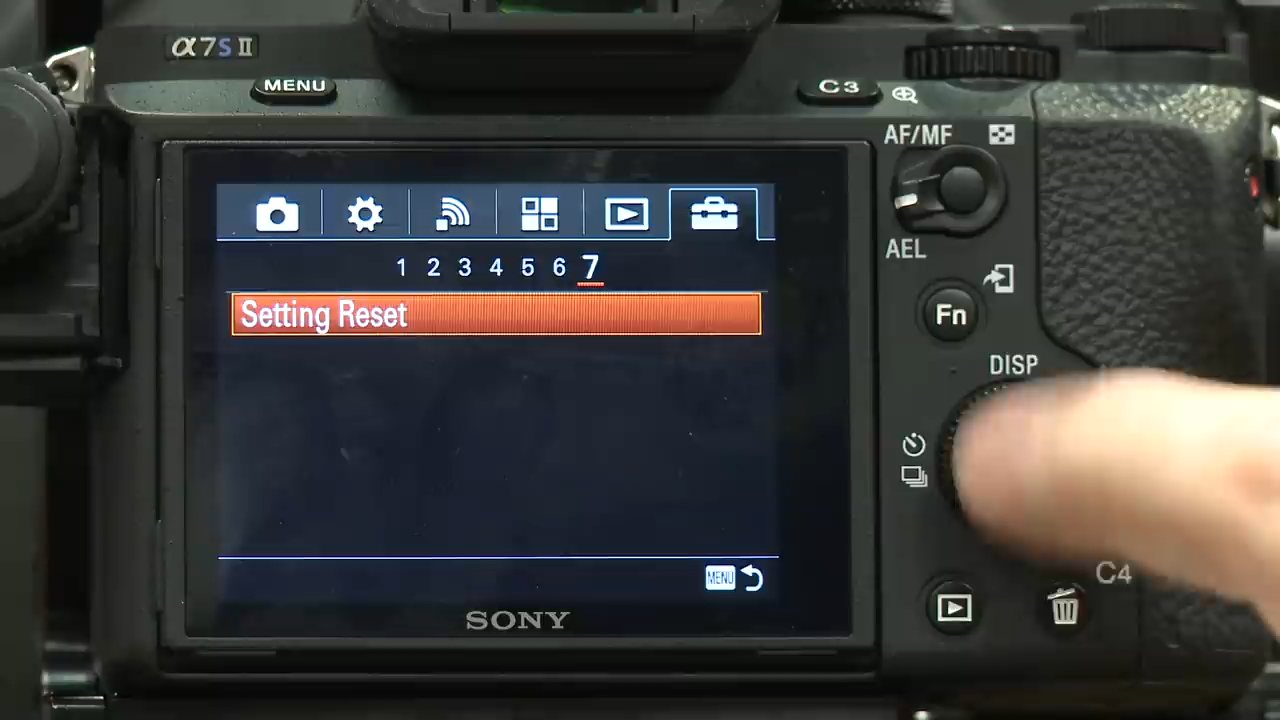 α7SII
MENU
C3
AF/MF
AEL
1 2 3 4 5 6 7
Setting Reset
Fn
DISP
MENU
C4
SONY